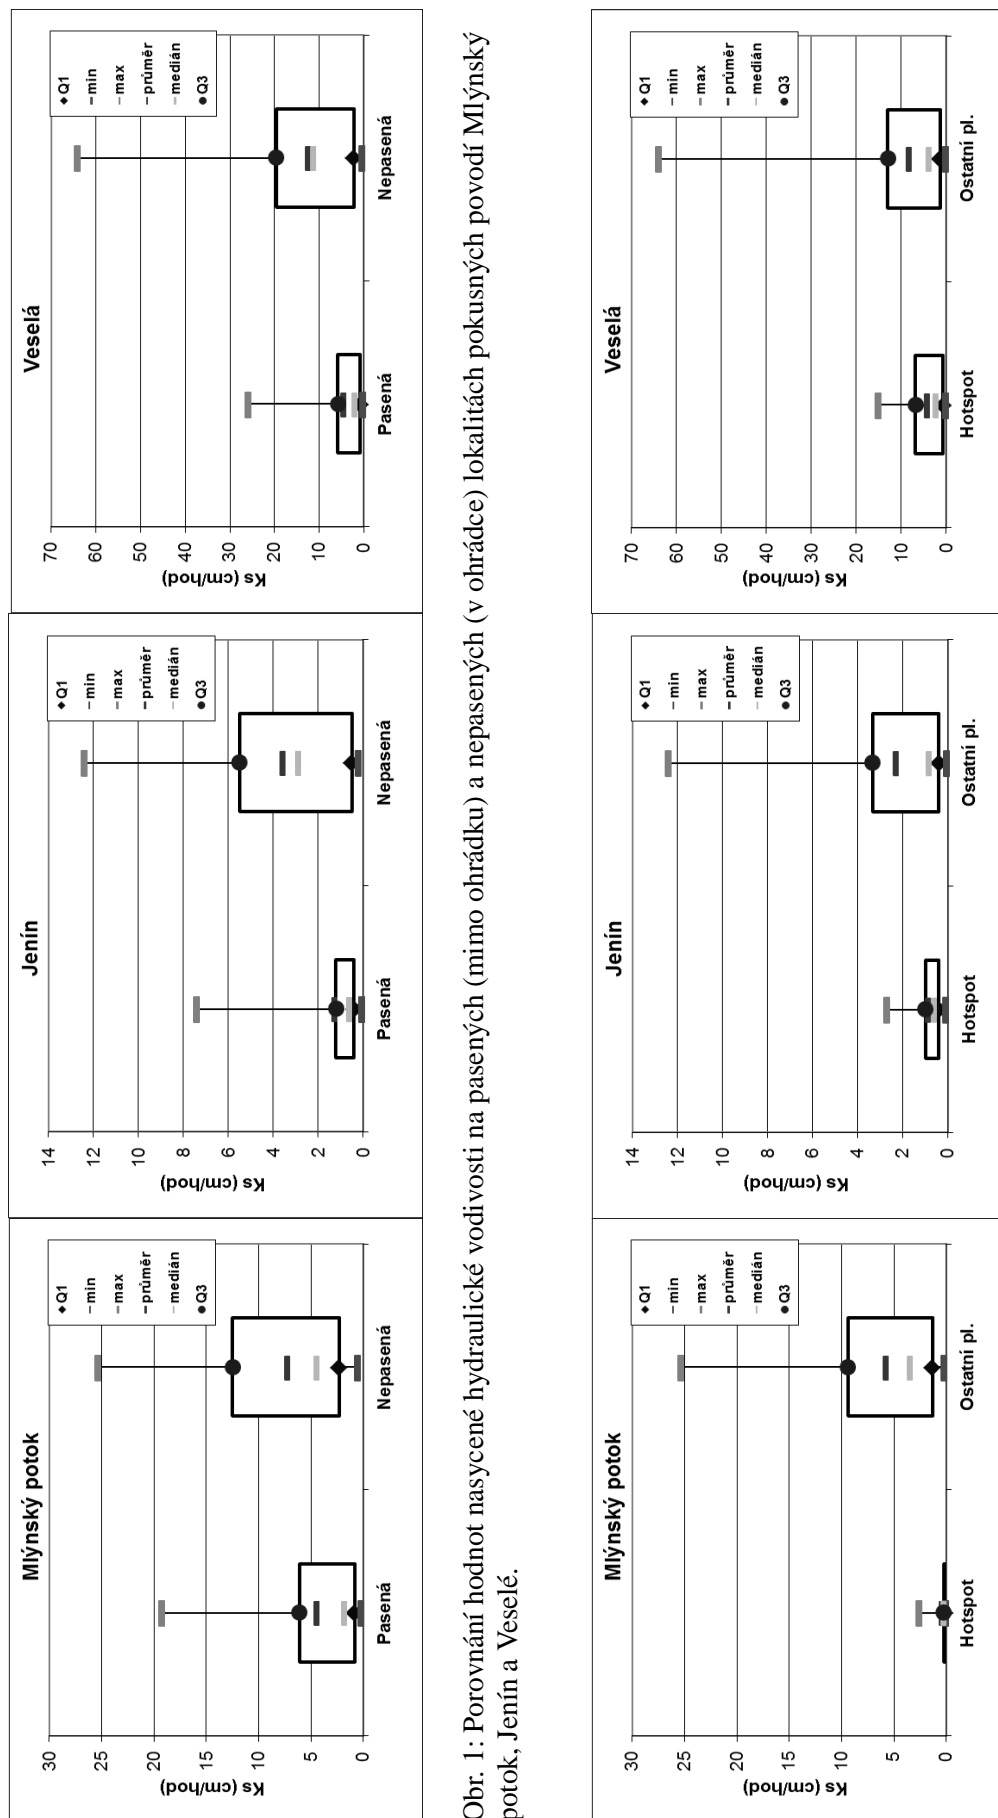 Mlýnský potok
Ks (cm/hod)
30
25
20
15
10
5
0
Pasená
Nepasená
Q1
min
max
průměr
medián
Q3
Jenín
Ks (cm/hod)
14
12
10
8
6
4
2
0
Pasená
Nepasená
Q1
min
max
průměr
medián
Q3
Veselá
Ks (cm/hod)
70
60
50
40
30
20
10
0
Pasená
Nepasená
Q1
min
max
průměr
medián
Q3
Obr. 1: Porovnání hodnot nasycené hydraulické vodivosti na pasených (mimo ohrádku) a nepasených (v ohrádce) lokalitách pokusných povodí Mlýnský
potok, Jenín a Veselé.
Mlýnský potok
Ks (cm/hod)
30
25
20
15
10
5
0
Hotspot
Ostatní pl.
Q1
min
max
průměr
medián
Q3
Jenín
Ks (cm/hod)
14
12
10
8
6
4
2
0
Hotspot
Ostatní pl.
Q1
min
max
průměr
medián
Q3
Veselá
Ks (cm/hod)
70
60
50
40
30
20
10
0
Hotspot
Ostatní pl.
Q1
min
max
průměr
medián
Q3